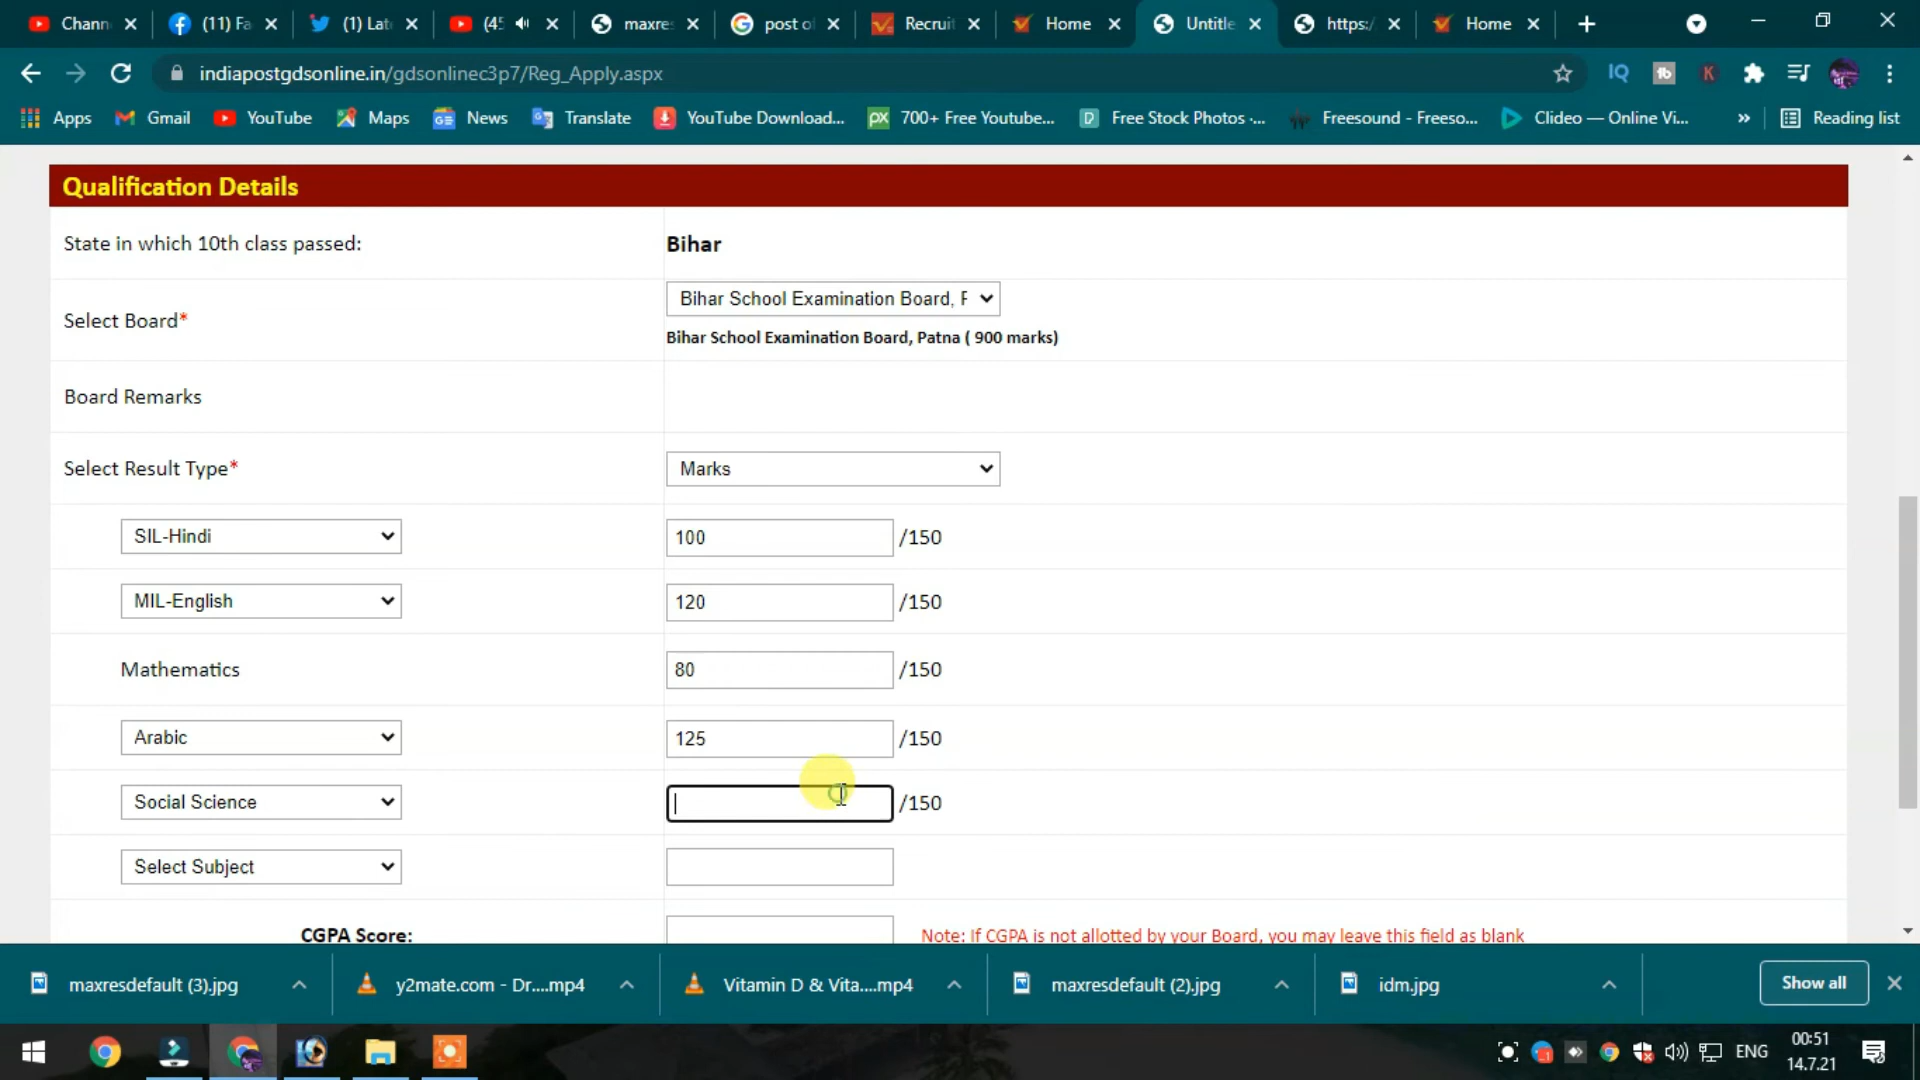 Chann
(11) Fa
(1) Late
(45
maxres
post of
Recruit
Home
Untitle
https:/
Home
indiapostgdsonline.in/gdsonlinec3p7/Reg_Apply.aspx
IQ
tb
K
Apps
Gmail
YouTube
Maps
News
Translate
YouTube Download...
700+ Free Youtube...
Free Stock Photos ·...
Freesound - Freeso...
Clideo — Online Vi...
»
Reading list
Qualification Details
State in which 10th class passed:
Bihar
Select Board*
Bihar School Examination Board, P
Bihar School Examination Board, Patna ( 900 marks)
Board Remarks
Select Result Type*
Marks
SIL-Hindi
100
/150
MIL-English
120
/150
Mathematics
80
/150
Arabic
125
/150
Social Science
/150
Select Subject
CGPA Score:
Note: If CGPA is not allotted by your Board, you may leave this field as blank
maxresdefault (3).jpg
y2mate.com - Dr....mp4
Vitamin D & Vita....mp4
maxresdefault (2).jpg
idm.jpg
Show all
ENG
00:51
14.7.21